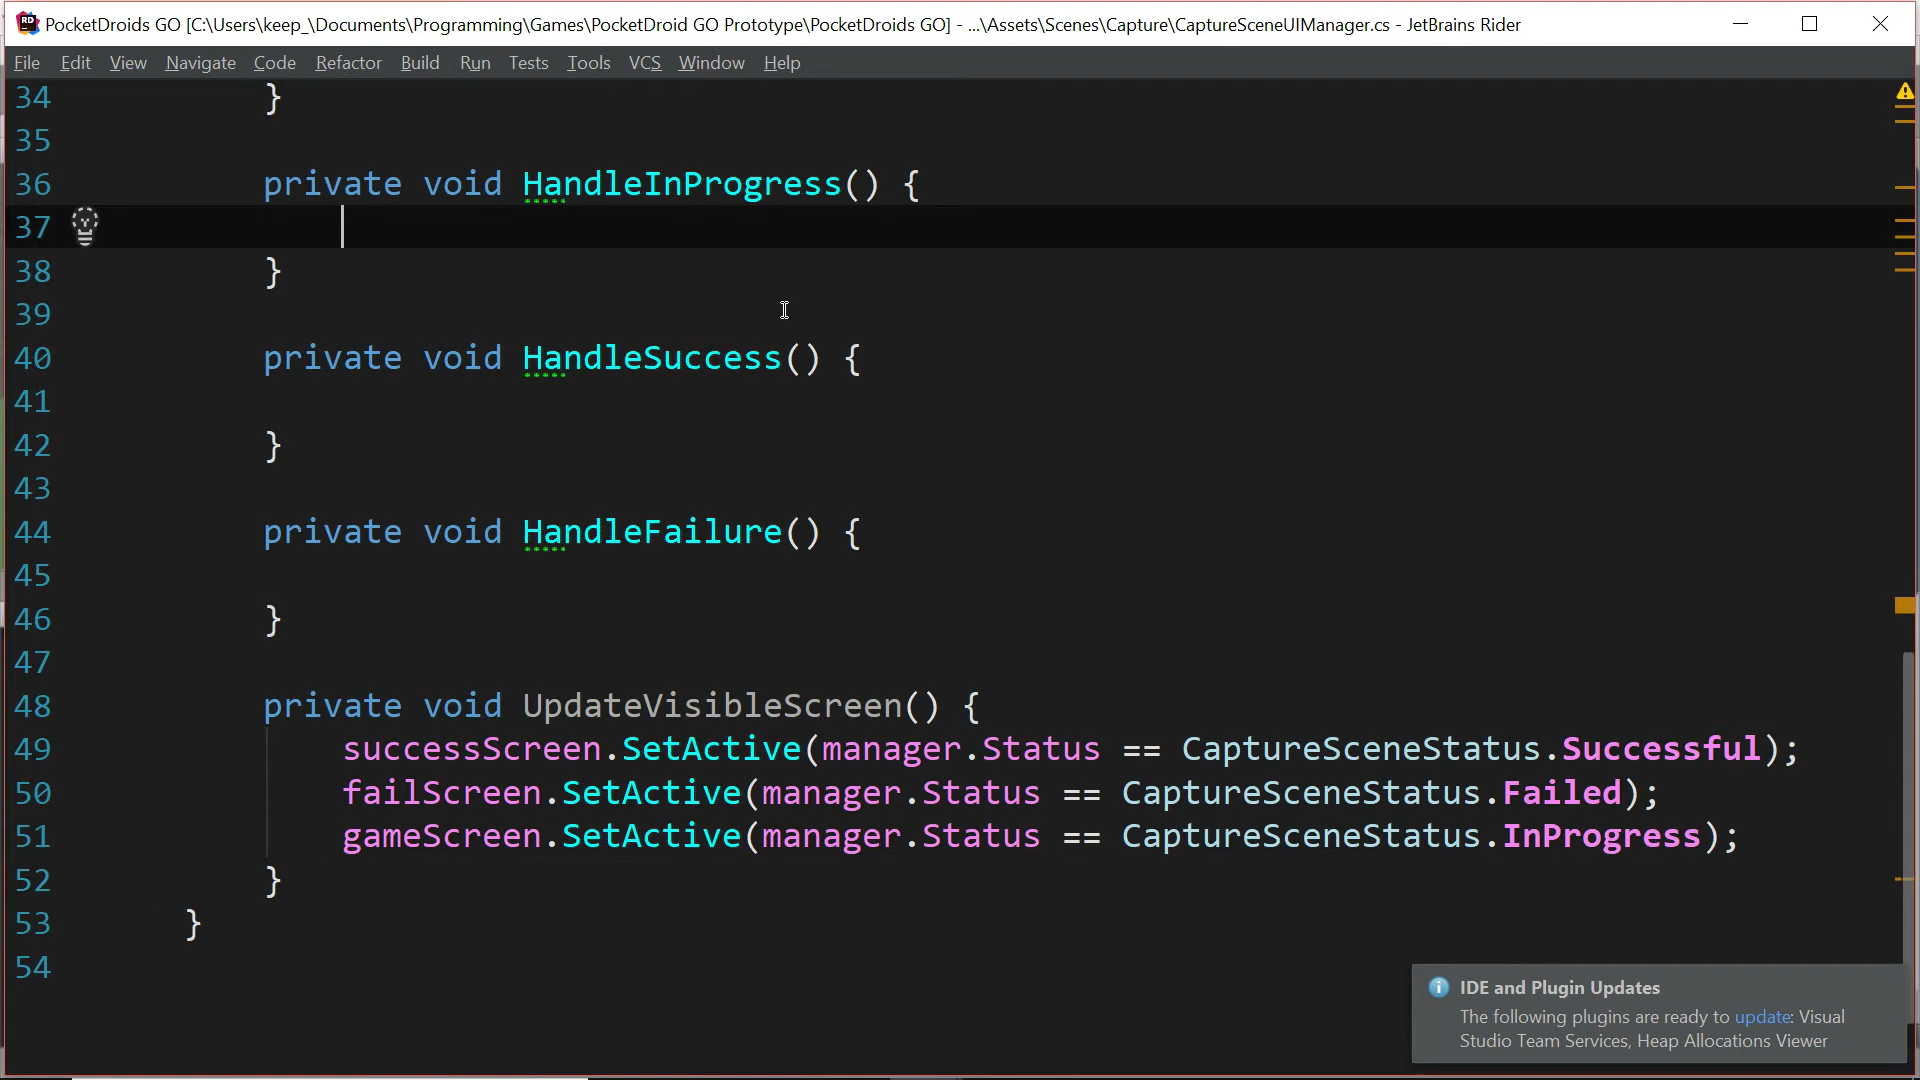 PocketDroids GO [C:\Users\keep_\Documents\Programming\Games\PocketDroid GO Prototype\PocketDroids GO] - ...\Assets\Scenes\Capture\CaptureSceneUIManager.cs - JetBrains Rider
File Edit View Navigate Code Refactor Build Run Tests Tools VCS Window Help
34 }
35
36 private void HandleInProgress() {
37
38 }
39
40 private void HandleSuccess() {
41
42 }
43
44 private void HandleFailure() {
45
46 }
47
48 private void UpdateVisibleScreen() {
49 successScreen.SetActive(manager.Status == CaptureSceneStatus.Successful);
50 failScreen.SetActive(manager.Status == CaptureSceneStatus.Failed);
51 gameScreen.SetActive(manager.Status == CaptureSceneStatus.InProgress);
52 }
53 }
54
IDE and Plugin Updates
The following plugins are ready to update: Visual
Studio Team Services, Heap Allocations Viewer